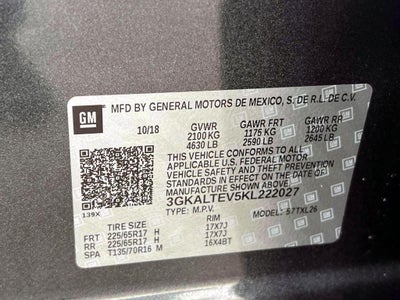 GM
MFD BY GENERAL MOTORS DE MEXICO, S. DE R.L. DE C.V.
10/18 GVWR GAWR FRT GAWR RR
2100 KG 1175 KG 1200 KG
4630 LB 2590 LB 2645 LB
THIS VEHICLE CONFORMS TO ALL
APPLICABLE U.S. FEDERAL MOTOR
VEHICLE SAFETY
THEFT PREVENTION STANDARDS IN
EFFECT ON THE DATE OF
MANUFACTURE SHOWN ABOVE.
3GKALTEV5KL222027
TYPE: M.P.V. MODEL: S7TXL26
139X
TIRE SIZE RIM
FRT 225/65R17 H 17X7J
RR 225/65R17 H 17X7J
SPA T135/70R16 M 16X4BT